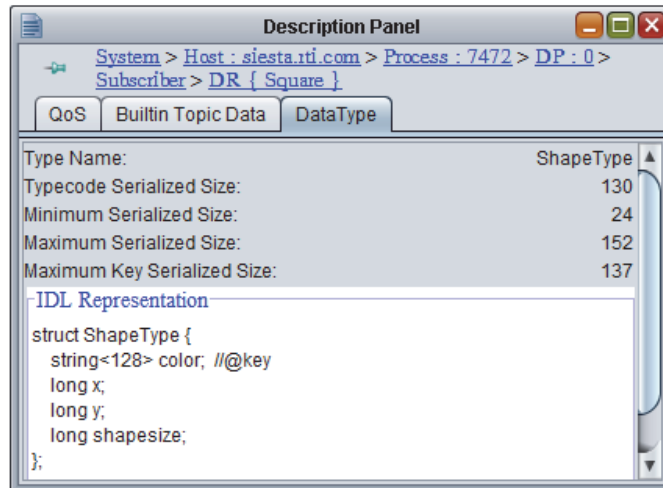 Description Panel
System > Host : siesta.rti.com > Process : 7472 > DP : 0 >
Subscriber > DR { Square }
QoS Builtin Topic Data DataType
Type Name: ShapeType
Typecode Serialized Size: 130
Minimum Serialized Size: 24
Maximum Serialized Size: 152
Maximum Key Serialized Size: 137
IDL Representation
struct ShapeType {
string<128> color; //@key
long x;
long y;
long shapesize;
};